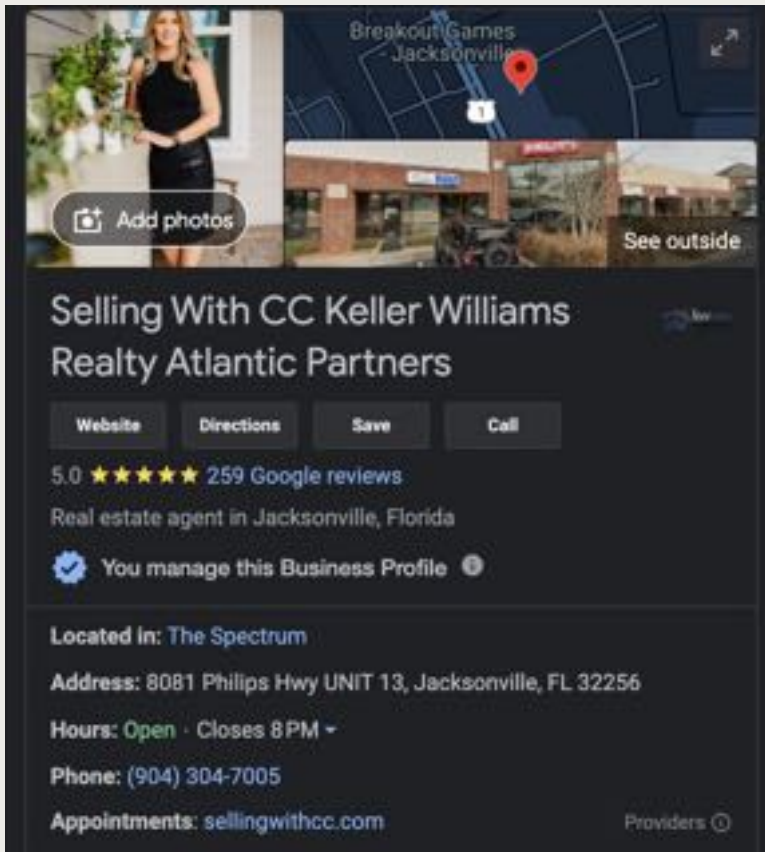 Breakout Games
- Jacksonville
1
Add photos
See outside
Selling With CC Keller Williams
Realty Atlantic Partners
Website
Directions
Save
Call
5.0 ★★★★★ 259 Google reviews
Real estate agent in Jacksonville, Florida
You manage this Business Profile
Located in: The Spectrum
Address: 8081 Philips Hwy UNIT 13, Jacksonville, FL 32256
Hours: Open · Closes 8 PM
Phone: (904) 304-7005
Appointments: sellingwithcc.com
Providers